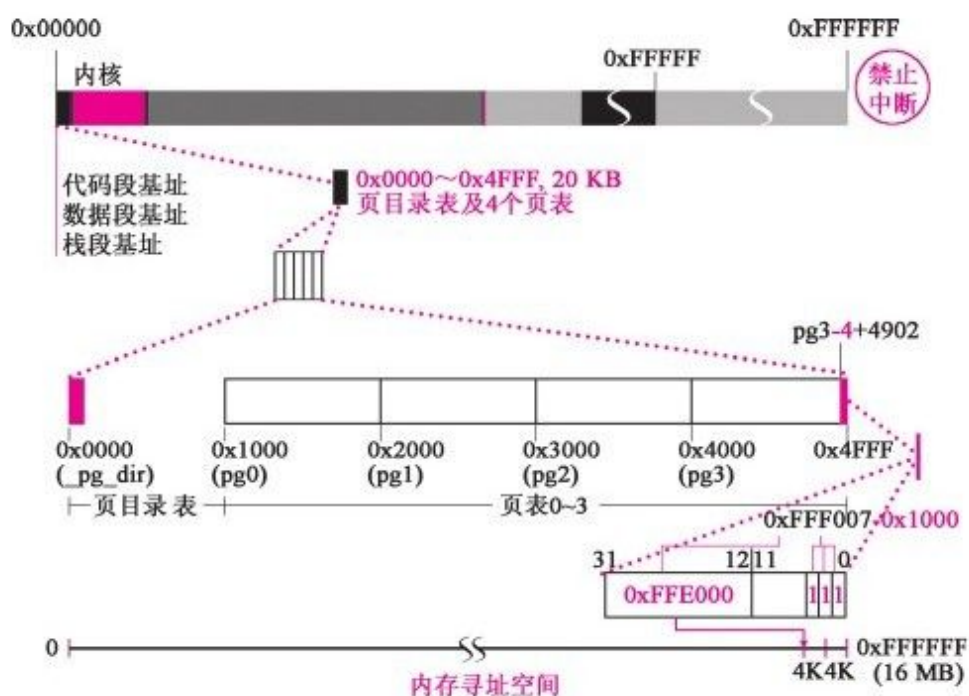 0x00000
0xFFFFFF
0xFFFFF
内核
禁止
中断
代码段基址
数据段基址
栈段基址
0x0000～0x4FFF, 20 KB
页目录表及4个页表
pg3-4+4902
0x0000
(_pg_dir)
0x1000
(pg0)
0x2000
(pg1)
0x3000
(pg2)
0x4000
(pg3)
0x4FFF
页目录表
页表0~3
0xFFF007-0x1000
31
12
11
0
0xFFE000
1
1
1
0
0xFFFFFF
(16 MB)
4K
4K
内存寻址空间